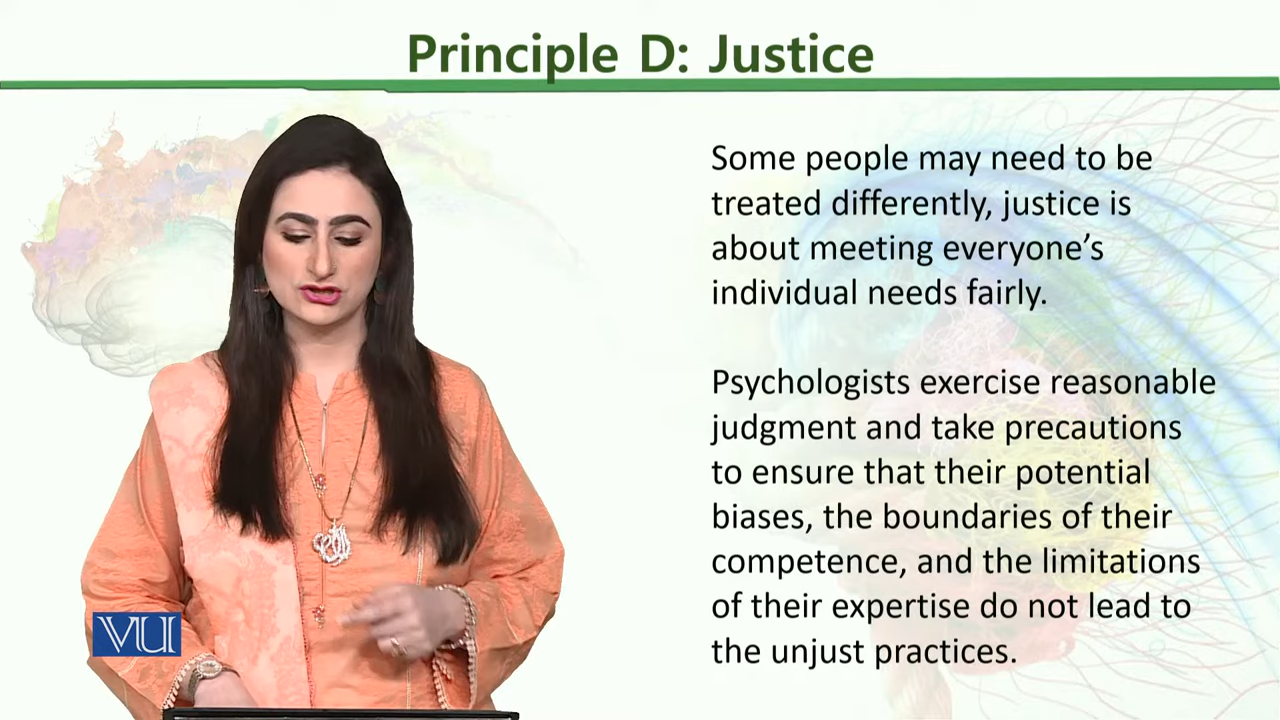 Principle D: Justice
Some people may need to be
treated differently, justice is
about meeting everyone’s
individual needs fairly.
Psychologists exercise reasonable
judgment and take precautions
to ensure that their potential
biases, the boundaries of their
competence, and the limitations
of their expertise do not lead to
the unjust practices.
VU